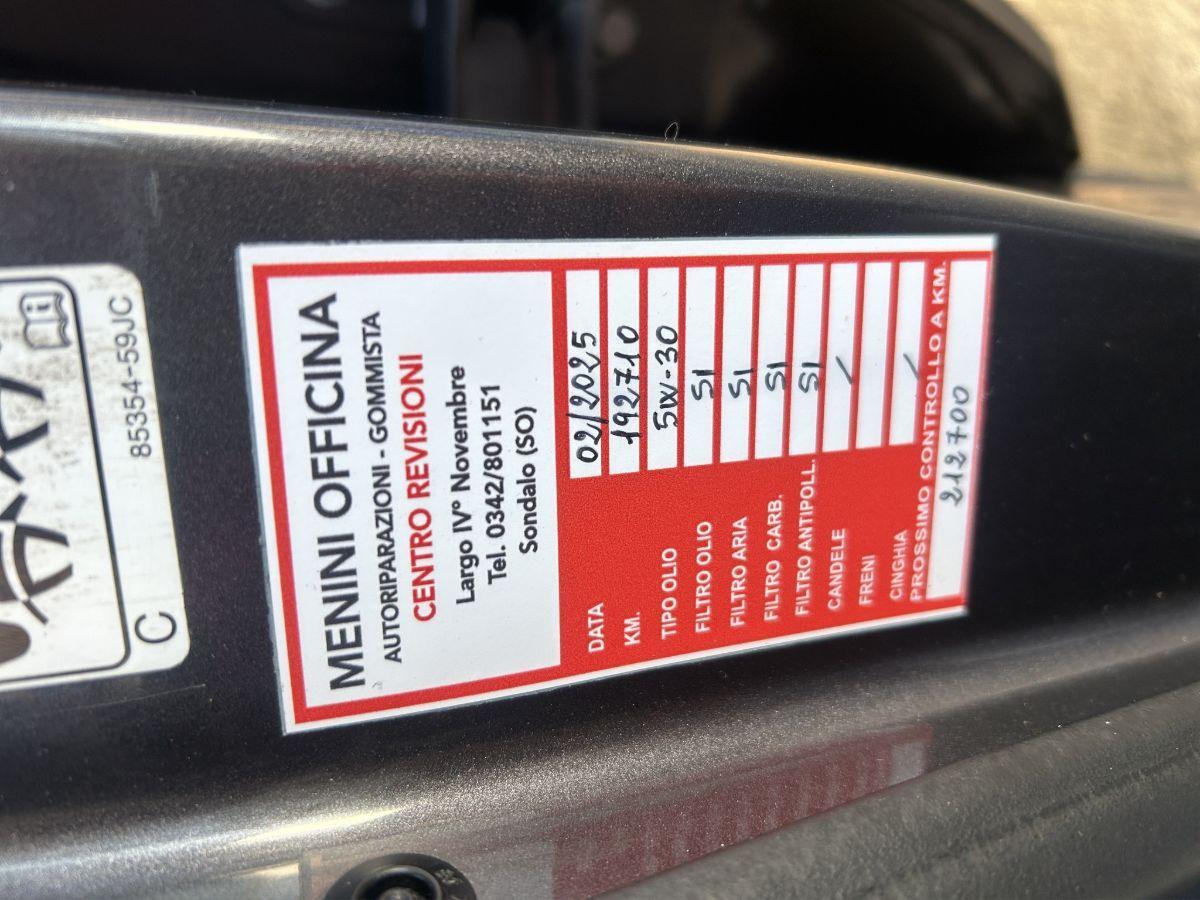 85354-59JC
C
MENINI OFFICINA
AUTORIPARAZIONI - GOMMISTA
CENTRO REVISIONI
Largo IV° Novembre
Tel. 0342/801151
Sondalo (SO)
DATA 02/2025
KM. 192710
TIPO OLIO 5W-30
FILTRO OLIO SI
FILTRO ARIA SI
FILTRO CARB. SI
FILTRO ANTIPOLL. SI
CANDELE /
FRENI
CINGHIA /
PROSSIMO CONTROLLO A KM.
212700